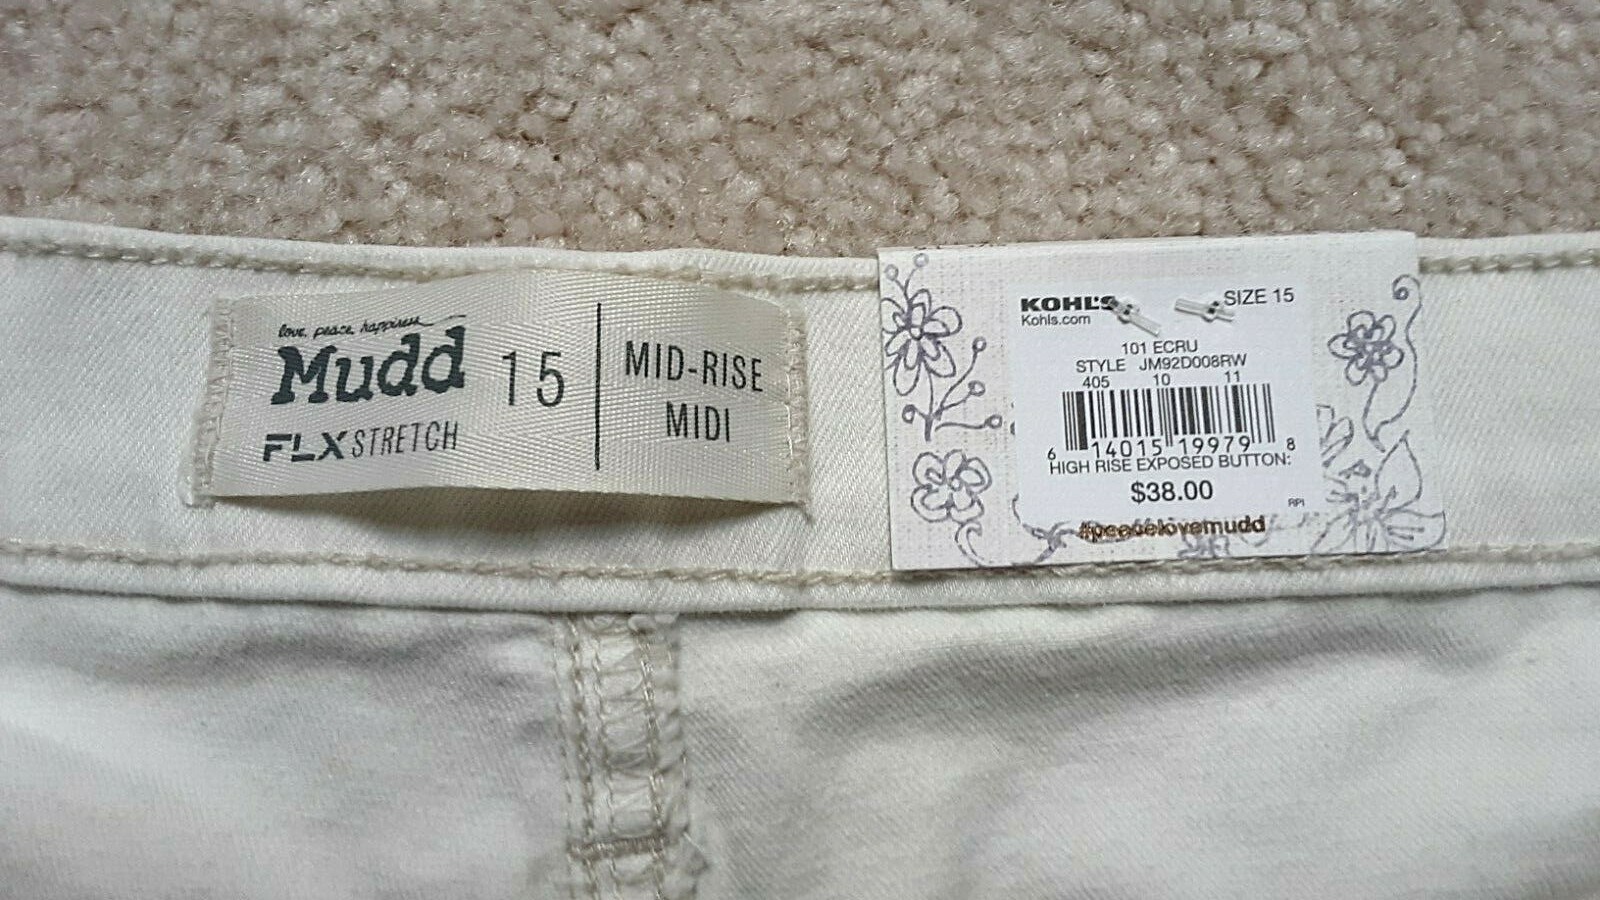 love, peace, happiness
Mudd
FLX STRETCH
15
MID-RISE
MIDI
KOHL'S
SIZE 15
Kohls.com
101 ECRU
STYLE JM92D008RW
405 10 11
6 14015 19979 8
HIGH RISE EXPOSED BUTTON:
$38.00
RPI
#peacelovemudd